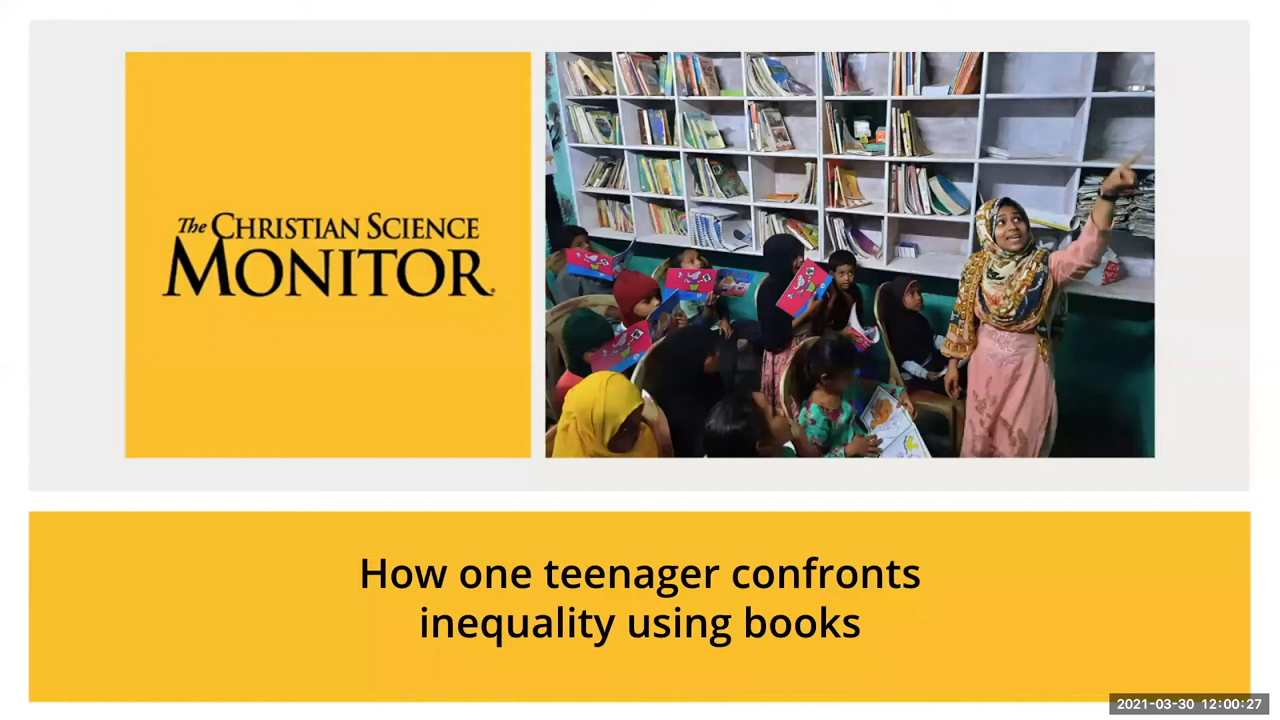 The CHRISTIAN SCIENCE
MONITOR
How one teenager confronts
inequality using books
2021-03-30 12:00:27